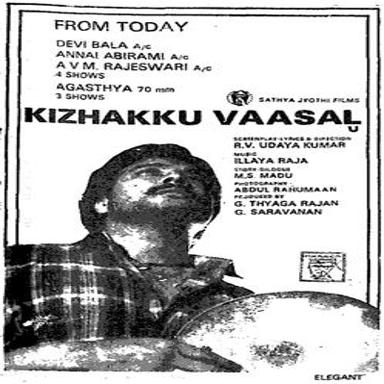 FROM TODAY
DEVI BALA A/c
ANNAI ABIRAMI A/c
A V M. RAJESWARI A/c
4 SHOWS
AGASTHYA 70 mm
3 SHOWS
SATHYA JYOTHI FILMS
KIZHAKKU VAASAL
U
SCREENPLAY-LYRICS & DIRECTION
R.V. UDAYA KUMAR
MUSIC
ILLAYA RAJA
STORY-DILOGUE
M.S. MADU
PHOTOGRAPHY
ABDUL RAHUMAAN
PRODUCED BY
G. THYAGA RAJAN
G. SARAVANAN
ELEGANT